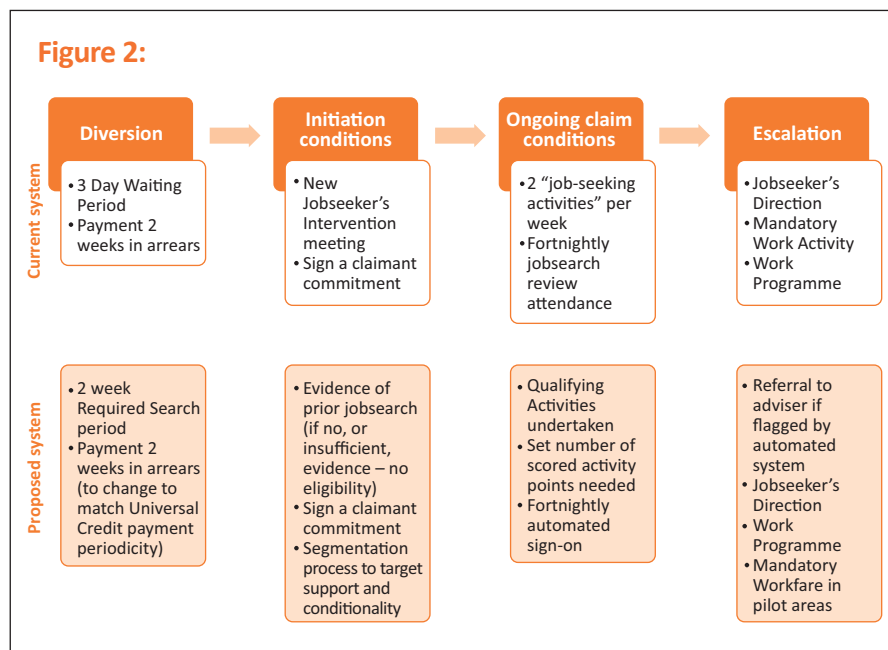 Figure 2:
Diversion
Initiation
conditions
Ongoing claim
conditions
Escalation
Current system
• 3 Day Waiting
Period
• Payment 2
weeks in arrears
• New
Jobseeker's
Intervention
meeting
• Sign a claimant
commitment
• 2 “job-seeking
activities” per
week
• Fortnightly
jobsearch
review
attendance
• Jobseeker's
Direction
• Mandatory
Work Activity
• Work
Programme
Proposed system
• 2 week
Required Search
period
• Payment 2
weeks in arrears
(to change to
match Universal
Credit payment
periodicity)
• Evidence of
prior jobsearch
(if no, or
insufficient,
evidence – no
eligibility)
• Sign a claimant
commitment
• Segmentation
process to target
support and
conditionality
• Qualifying
Activities
undertaken
• Set number of
scored activity
points needed
• Fortnightly
automated
sign-on
• Referral to
adviser if
flagged by
automated
system
• Jobseeker's
Direction
• Work
Programme
• Mandatory
Workfare in
pilot areas